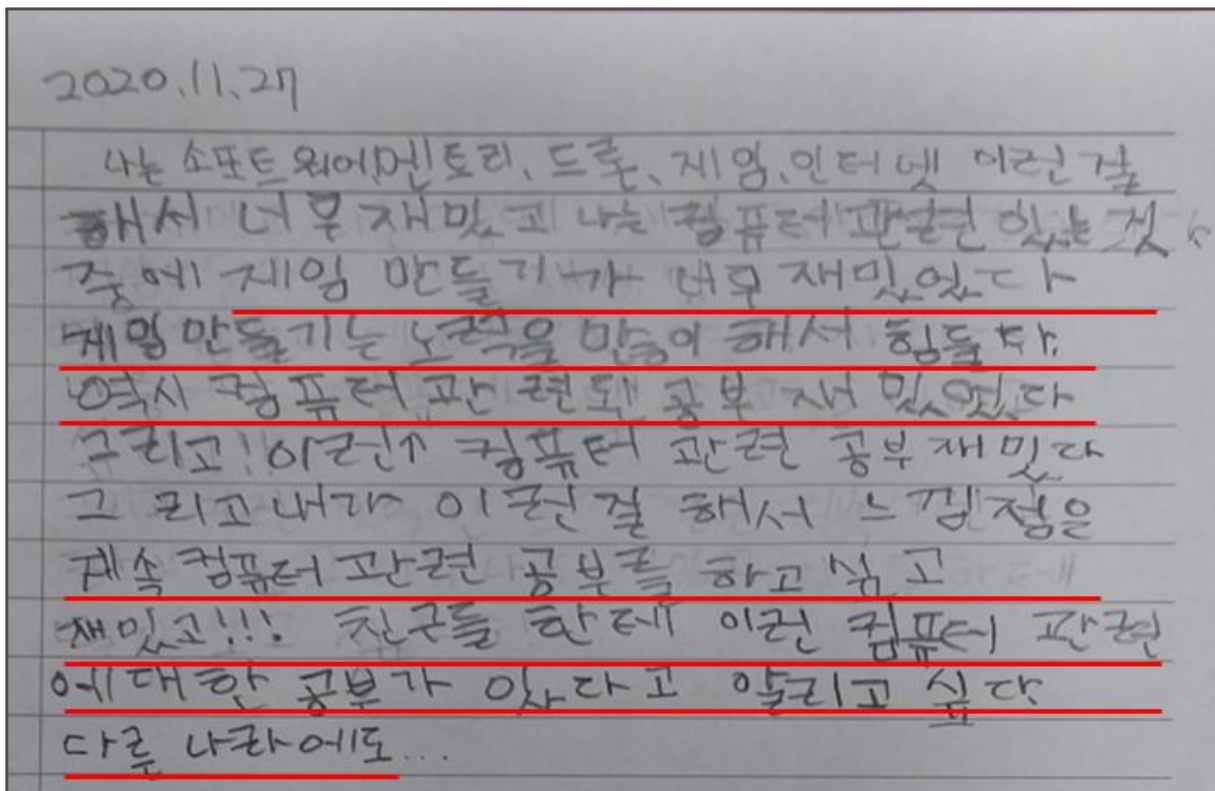 2020.11.27
나는 소포트웨어,멘토리, 드론, 게임, 인터넷 이런걸
해서 너무 재밌고 나는 컴퓨터 관련 있는 것
중에 게임 만들기가 너무 재밌었다
게임만들기는 노력을 많이 해서 힘들다.
역시 컴퓨터 관련된 공부 재밌었다
그리고! 이런↑ 컴퓨터 관련 공부재밌다
그리고내가 이런걸 해서 느낌점을
계속 컴퓨터 관련 공부를 하고 싶고
재밌고!!! 친구들 한테 이런 컴퓨터 관련
에대한 공부가 있다고 알리고 싶다
다른 나라에도...